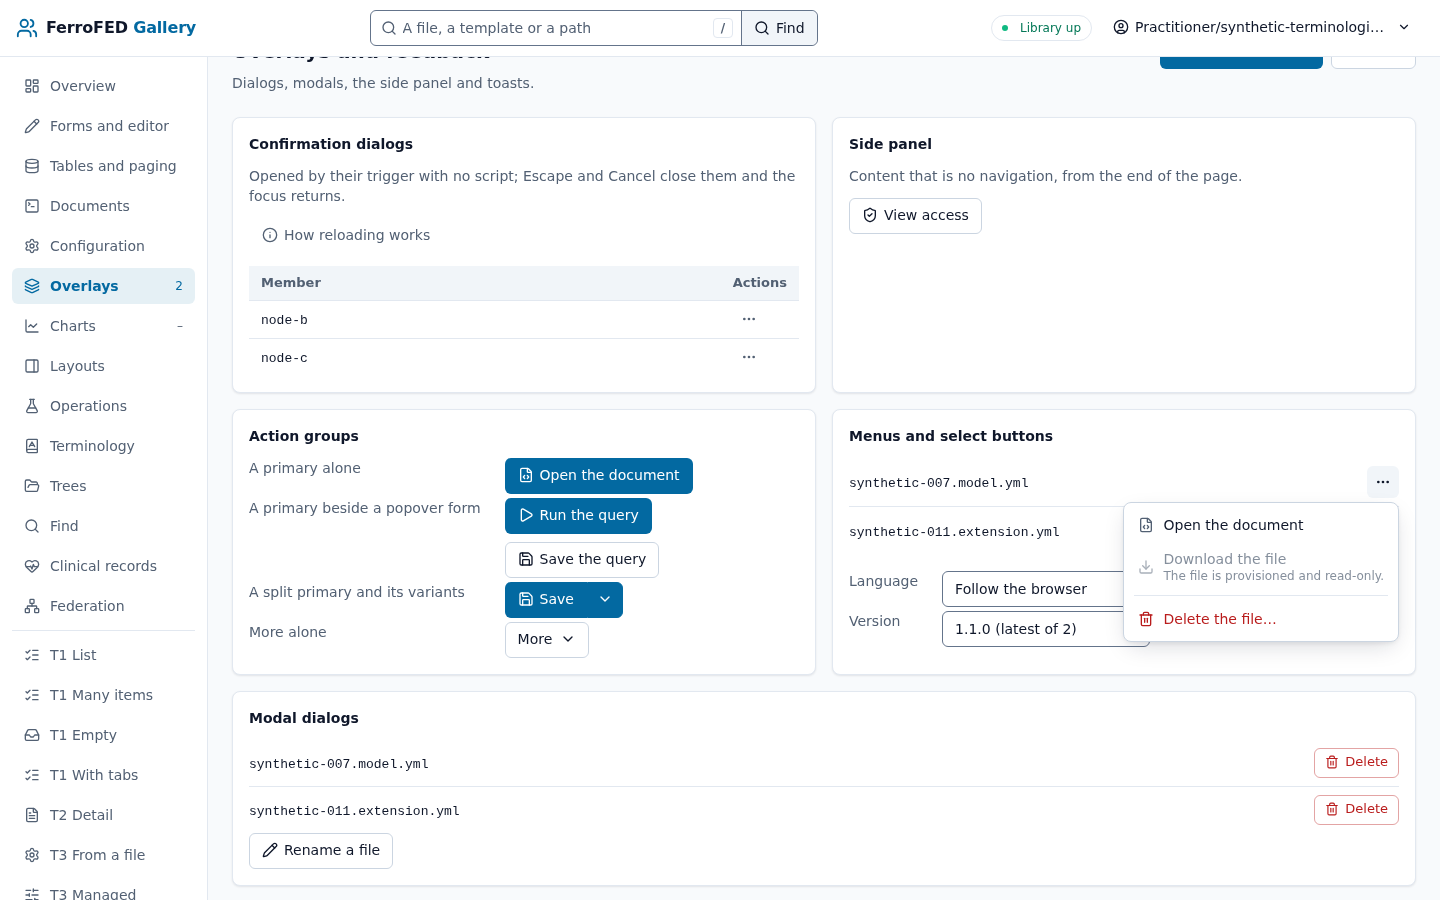 FerroFED Gallery
A file, a template or a path
/
Find
Library up
Practitioner/synthetic-terminologi...
Overview
Forms and editor
Tables and paging
Documents
Configuration
Overlays 2
Charts –
Layouts
Operations
Terminology
Trees
Find
Clinical records
Federation
T1 List
T1 Many items
T1 Empty
T1 With tabs
T2 Detail
T3 From a file
T3 Managed
Overlays and feedback
Dialogs, modals, the side panel and toasts.
Confirmation dialogs
Opened by their trigger with no script; Escape and Cancel close them and the
focus returns.
How reloading works
Member Actions
node-b
node-c
Side panel
Content that is no navigation, from the end of the page.
View access
Action groups
A primary alone
Open the document
A primary beside a popover form
Run the query
Save the query
A split primary and its variants
Save
More alone
More
Menus and select buttons
synthetic-007.model.yml
synthetic-011.extension.yml
Language
Follow the browser
Version
1.1.0 (latest of 2)
Open the document
Download the file
The file is provisioned and read-only.
Delete the file...
Modal dialogs
synthetic-007.model.yml
Delete
synthetic-011.extension.yml
Delete
Rename a file